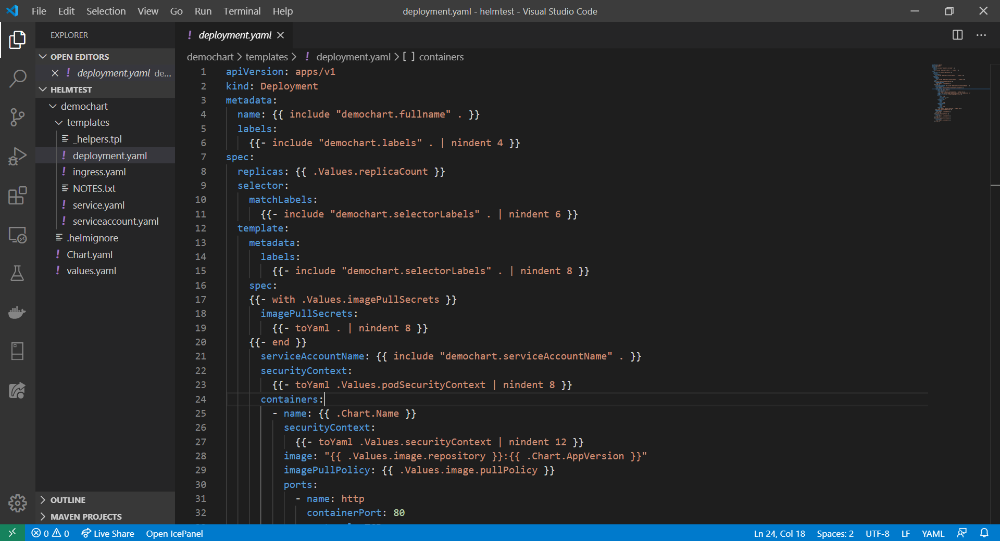 File Edit Selection View Go Run Terminal Help
deployment.yaml - helmtest - Visual Studio Code
EXPLORER
OPEN EDITORS
! deployment.yaml de...
HELMTEST
demochart
templates
_helpers.tpl
! deployment.yaml
! ingress.yaml
NOTES.txt
! service.yaml
! serviceaccount.yaml
.helmignore
! Chart.yaml
! values.yaml
OUTLINE
MAVEN PROJECTS
! deployment.yaml
demochart > templates > ! deployment.yaml > [ ] containers
1 apiVersion: apps/v1
2 kind: Deployment
3 metadata:
4   name: {{ include "demochart.fullname" . }}
5   labels:
6     {{- include "demochart.labels" . | nindent 4 }}
7 spec:
8   replicas: {{ .Values.replicaCount }}
9   selector:
10     matchLabels:
11       {{- include "demochart.selectorLabels" . | nindent 6 }}
12   template:
13     metadata:
14       labels:
15         {{- include "demochart.selectorLabels" . | nindent 8 }}
16     spec:
17     {{- with .Values.imagePullSecrets }}
18       imagePullSecrets:
19         {{- toYaml . | nindent 8 }}
20     {{- end }}
21       serviceAccountName: {{ include "demochart.serviceAccountName" . }}
22       securityContext:
23         {{- toYaml .Values.podSecurityContext | nindent 8 }}
24       containers:
25         - name: {{ .Chart.Name }}
26           securityContext:
27             {{- toYaml .Values.securityContext | nindent 12 }}
28           image: "{{ .Values.image.repository }}:{{ .Chart.AppVersion }}"
29           imagePullPolicy: {{ .Values.image.pullPolicy }}
30           ports:
31             - name: http
32               containerPort: 80
0 0 Live Share Open IcePanel
Ln 24, Col 18 Spaces: 2 UTF-8 LF YAML